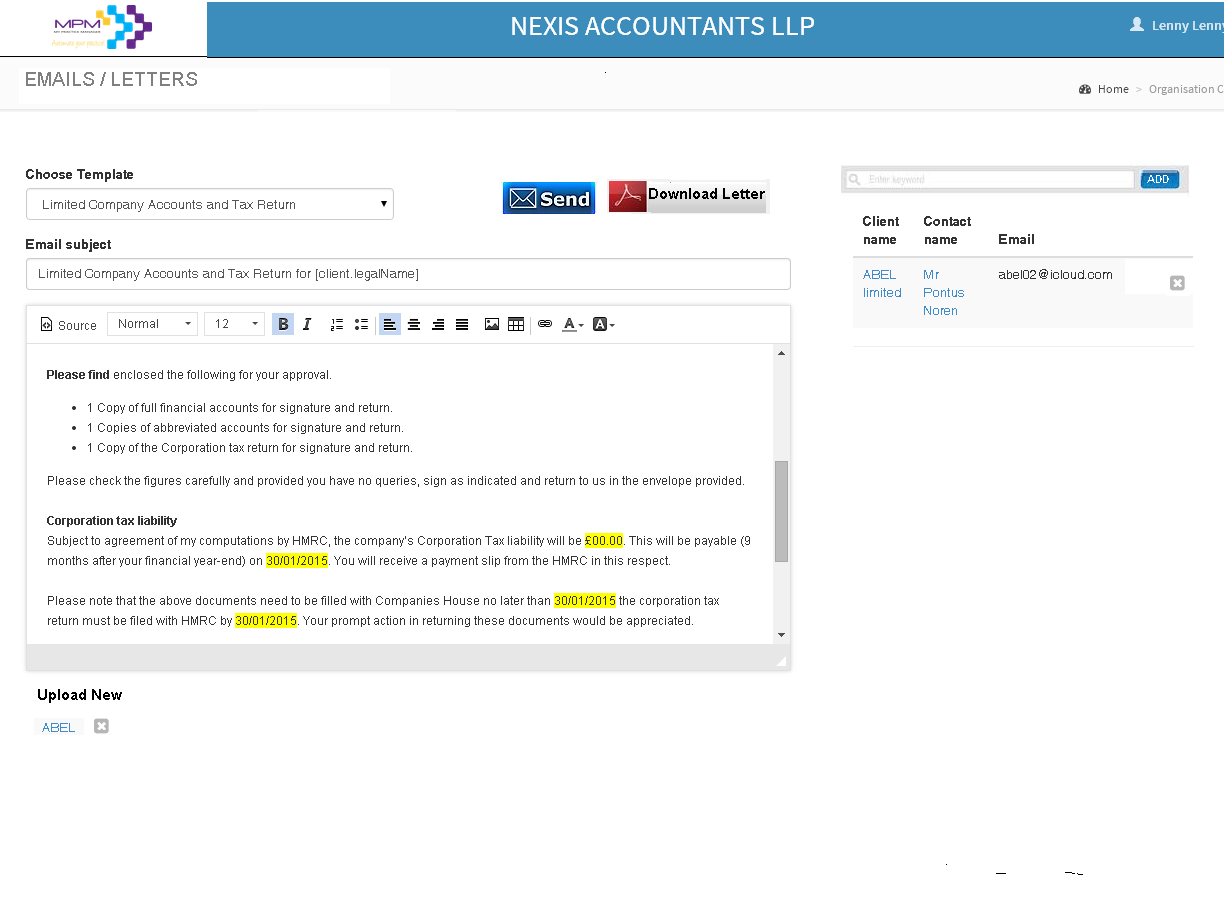 MPM
MY PRACTICE MANAGER
Automate your practice
NEXIS ACCOUNTANTS LLP
Lenny Lenny
EMAILS / LETTERS
Home > Organisation C
Choose Template
Limited Company Accounts and Tax Return
Send
Download Letter
Enter keyword
ADD
Email subject
Limited Company Accounts and Tax Return for [client.legalName]
Client name
Contact name
Email
ABEL limited
Mr Pontus Noren
abel02@icloud.com
Source Normal 12 B I A A
Please find enclosed the following for your approval.
• 1 Copy of full financial accounts for signature and return.
• 1 Copies of abbreviated accounts for signature and return.
• 1 Copy of the Corporation tax return for signature and return.
Please check the figures carefully and provided you have no queries, sign as indicated and return to us in the envelope provided.
Corporation tax liability
Subject to agreement of my computations by HMRC, the company's Corporation Tax liability will be £00.00. This will be payable (9
months after your financial year-end) on 30/01/2015. You will receive a payment slip from the HMRC in this respect.
Please note that the above documents need to be filled with Companies House no later than 30/01/2015 the corporation tax
return must be filed with HMRC by 30/01/2015. Your prompt action in returning these documents would be appreciated.
Upload New
ABEL